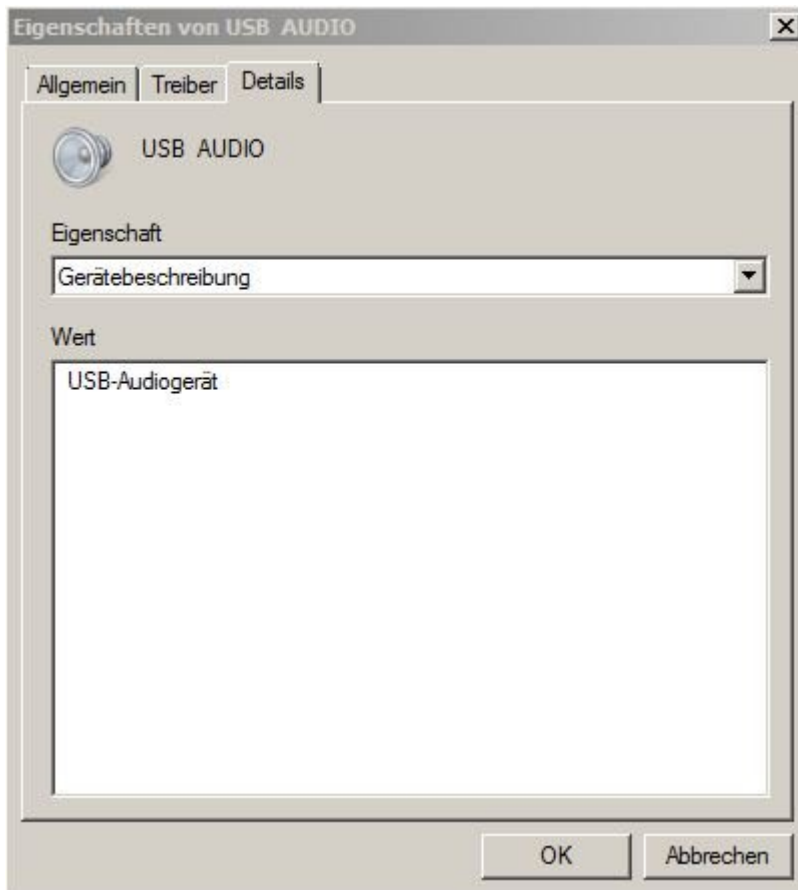 Eigenschaften von USB AUDIO
Allgemein Treiber Details
USB AUDIO
Eigenschaft
Gerätebeschreibung
Wert
USB-Audiogerät
OK Abbrechen